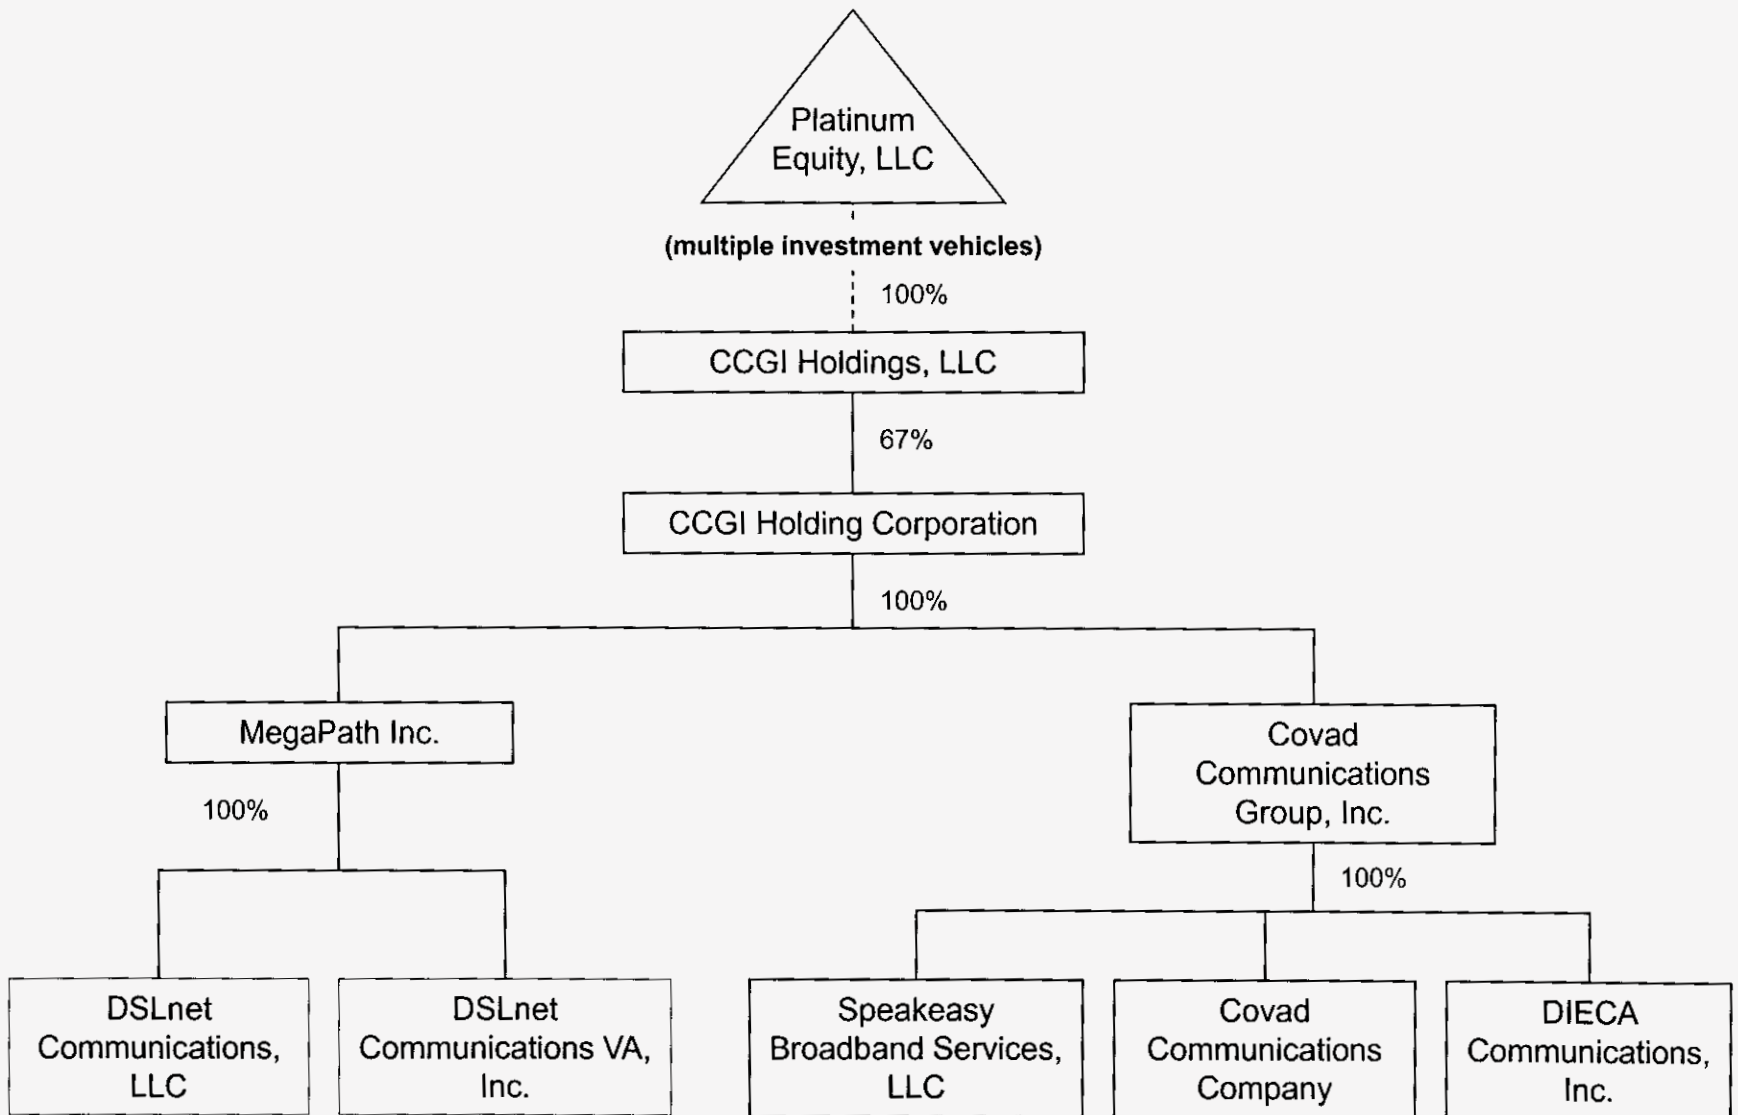 Platinum
Equity, LLC
(multiple investment vehicles)
100%
CCGI Holdings, LLC
67%
CCGI Holding Corporation
100%
MegaPath Inc.
Covad
Communications
Group, Inc.
100%
100%
DSLnet
Communications,
LLC
DSLnet
Communications VA,
Inc.
Speakeasy
Broadband Services,
LLC
Covad
Communications
Company
DIECA
Communications,
Inc.